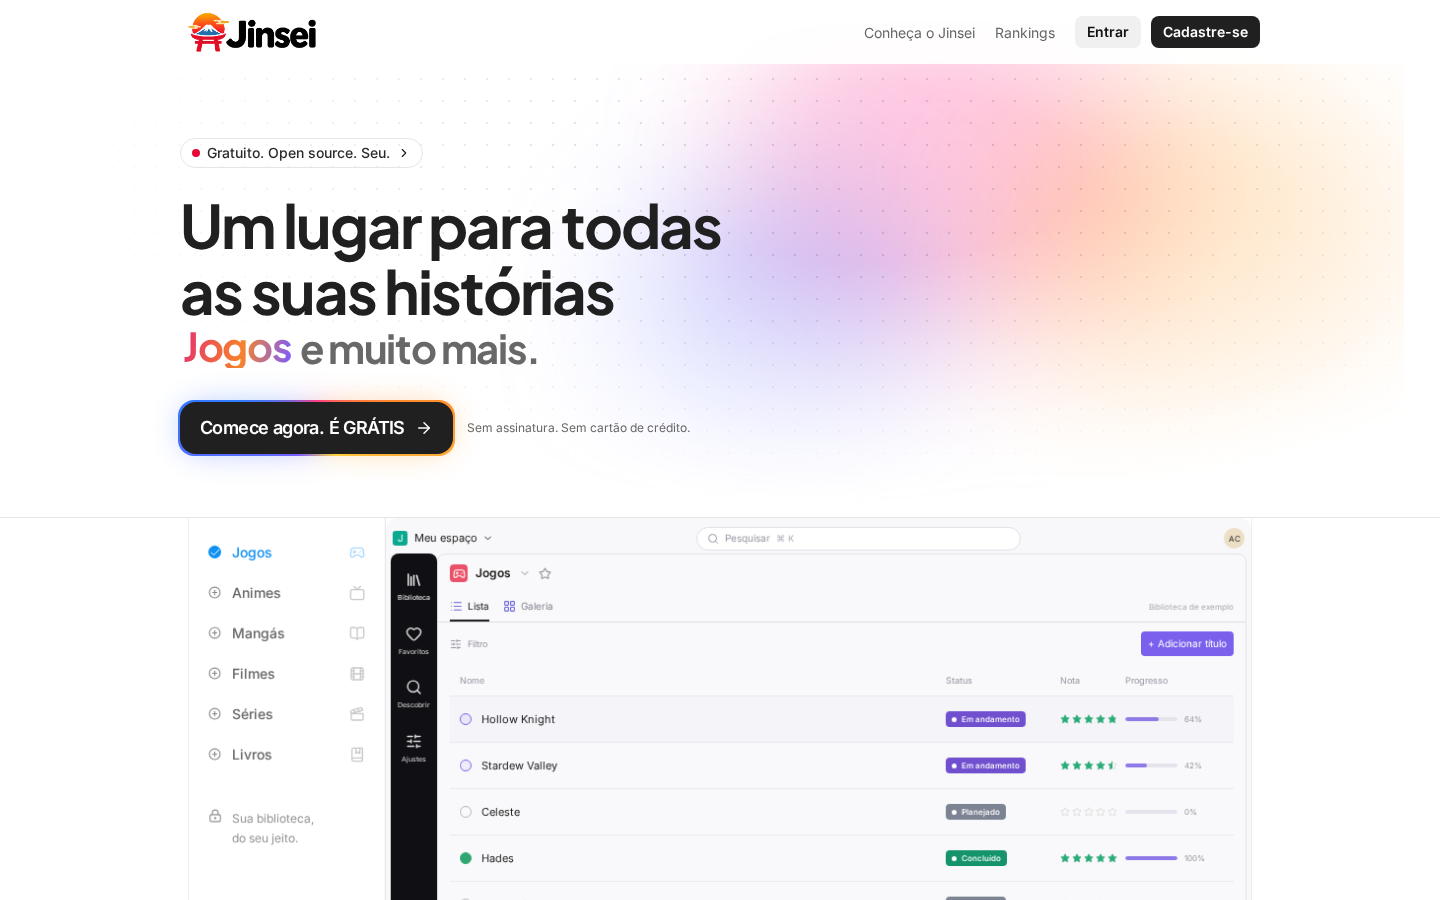 Jinsei
Conheça o Jinsei
Rankings
Entrar
Cadastre-se
Gratuito. Open source. Seu.
Um lugar para todas
as suas histórias
Jogos e muito mais.
Comece agora. É GRÁTIS
Sem assinatura. Sem cartão de crédito.
Jogos
Animes
Mangás
Filmes
Séries
Livros
Sua biblioteca,
do seu jeito.
J Meu espaço
Pesquisar ⌘ K
AC
Biblioteca
Favoritos
Descobrir
Ajustes
Jogos
Lista Galeria
Biblioteca de exemplo
Filtro
+ Adicionar título
Nome Status Nota Progresso
Hollow Knight Em andamento 64%
Stardew Valley Em andamento 42%
Celeste Planejado 0%
Hades Concluído 100%